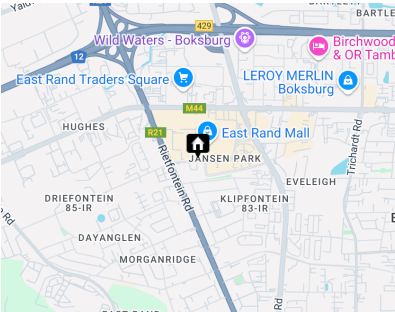 BARTLE
429
Wild Waters - Boksburg
Birchwood
& OR Tamb
12
East Rand Traders Square
LEROY MERLIN
Boksburg
M44
HUGHES
R21
East Rand Mall
JANSEN PARK
Trichardt Rd
Rietfontein Rd
EVELEIGH
DRIEFONTEIN
85-IR
KLIPFONTEIN
83-IR
DAYANGLEN
MORGANRIDGE
Rd